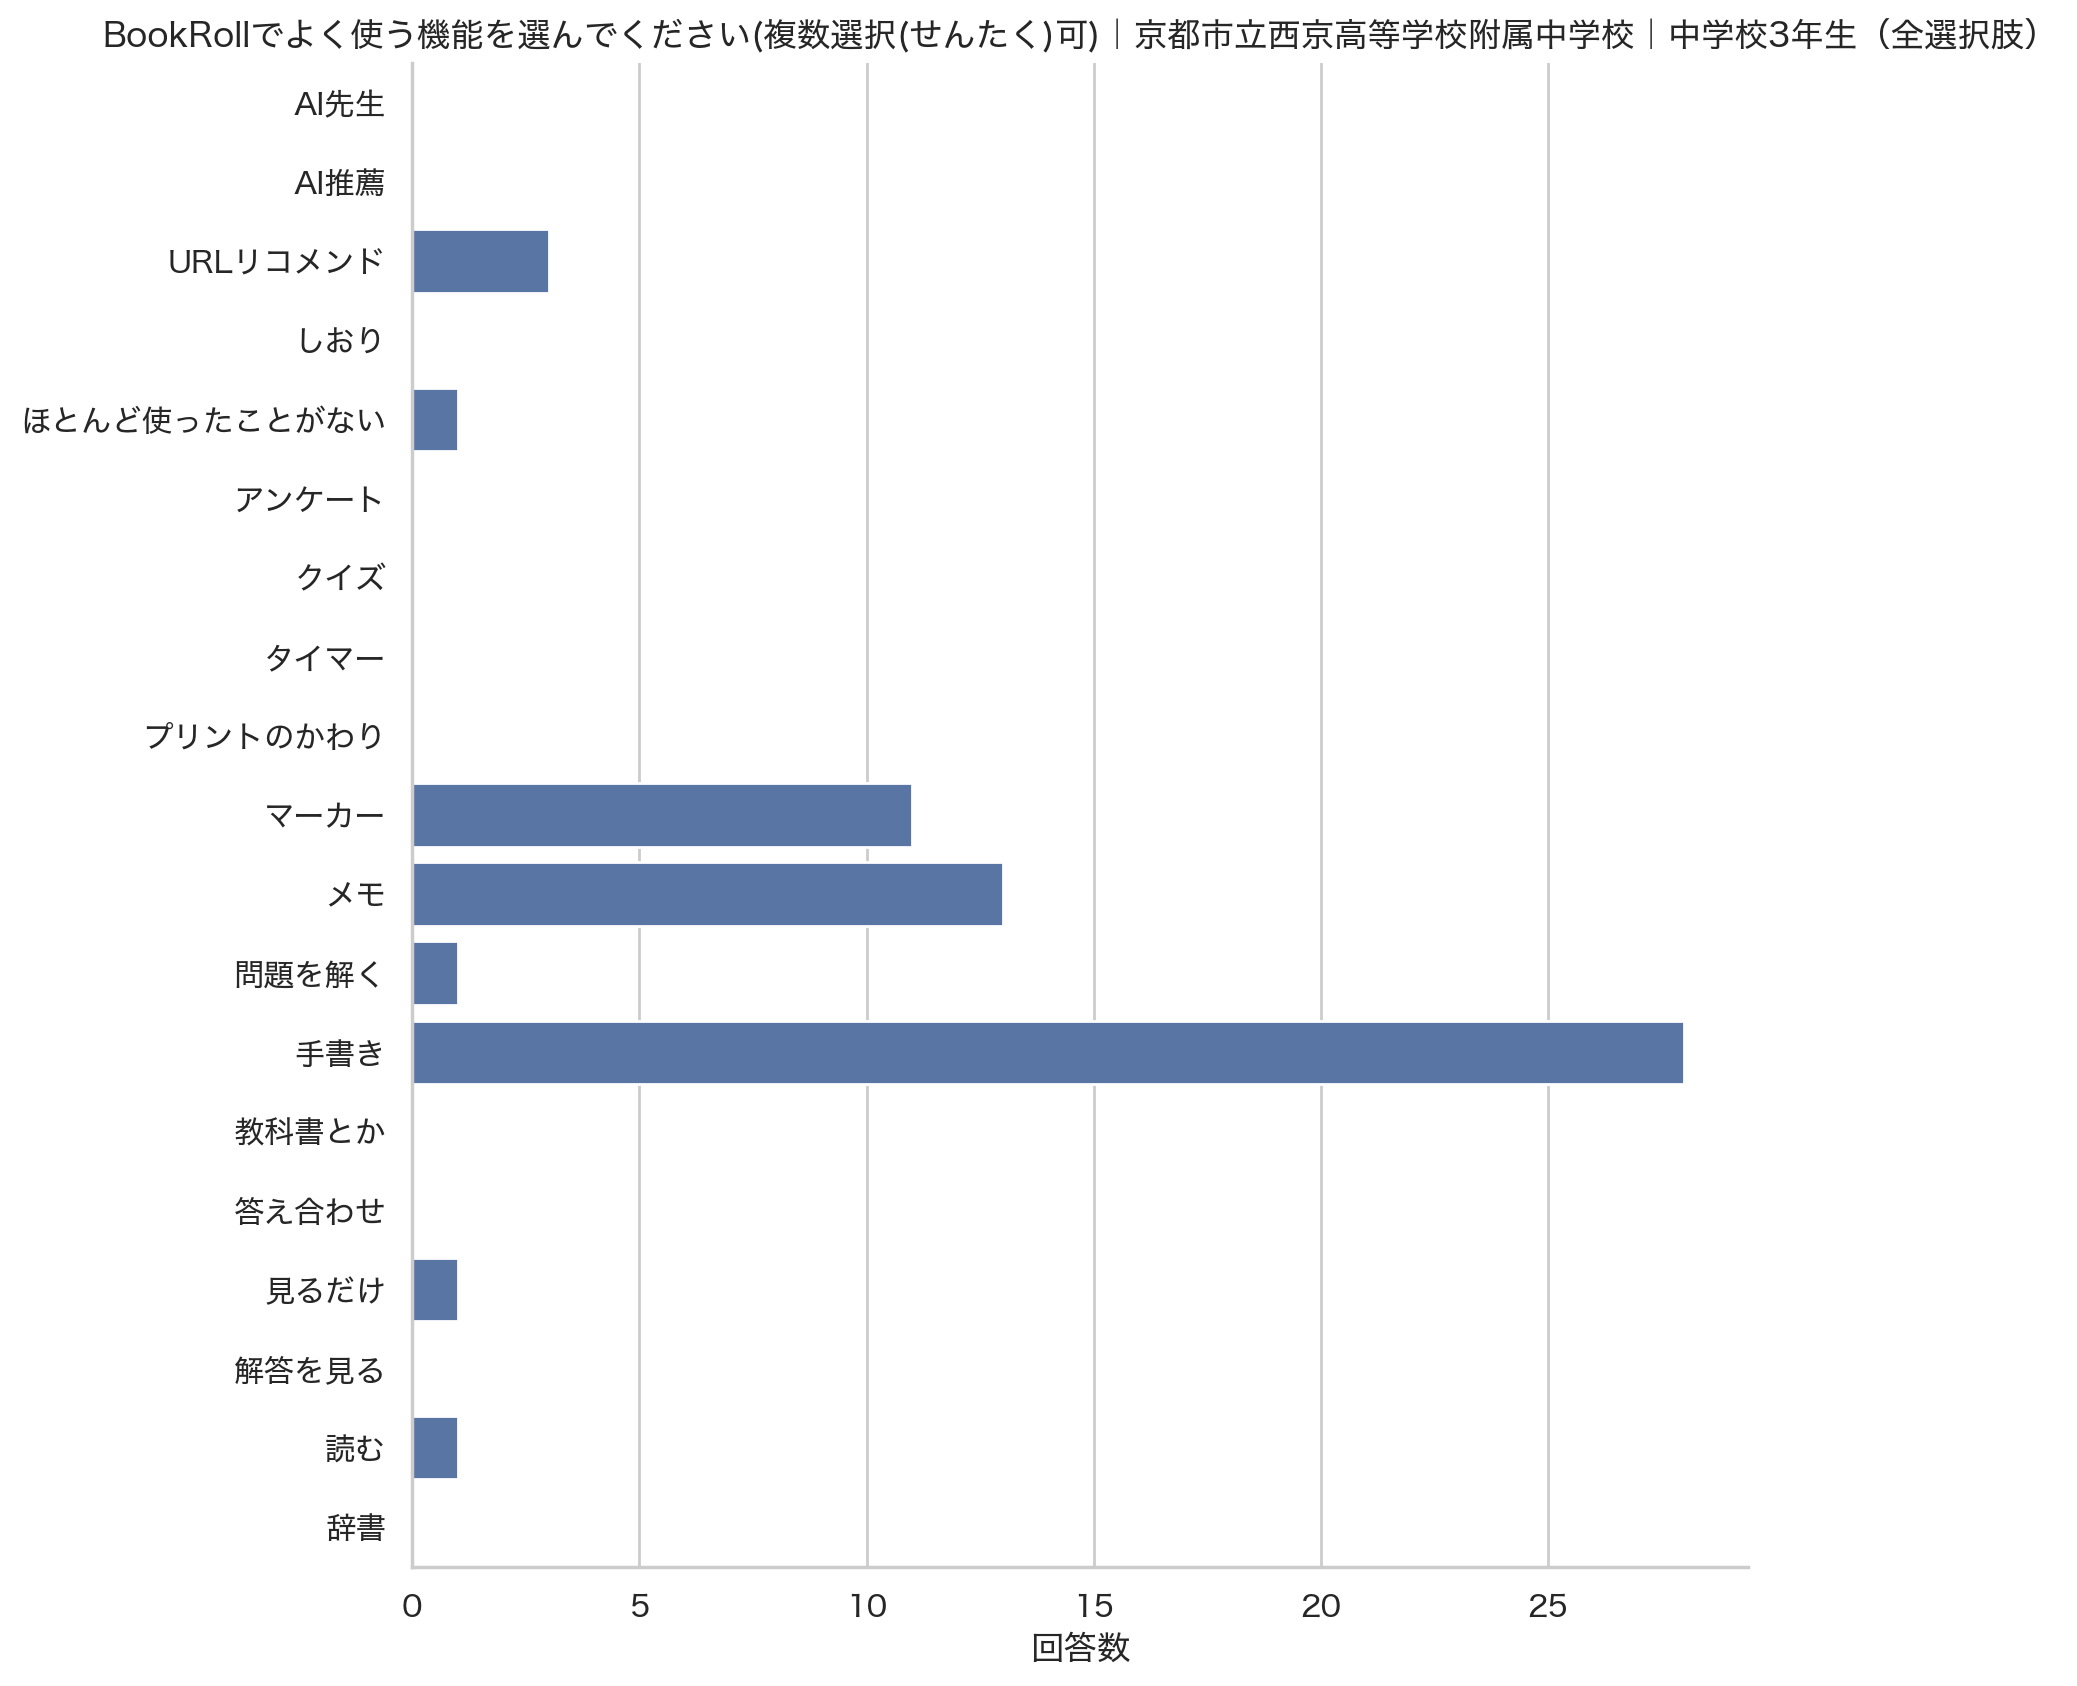 BookRollでよく使う機能を選んでください(複数選択(せんたく)可)｜京都市立西京高等学校附属中学校｜中学校3年生（全選択肢）
AI先生
AI推薦
URLリコメンド
しおり
ほとんど使ったことがない
アンケート
クイズ
タイマー
プリントのかわり
マーカー
メモ
問題を解く
手書き
教科書とか
答え合わせ
見るだけ
解答を見る
読む
辞書
0 5 10 15 20 25
回答数